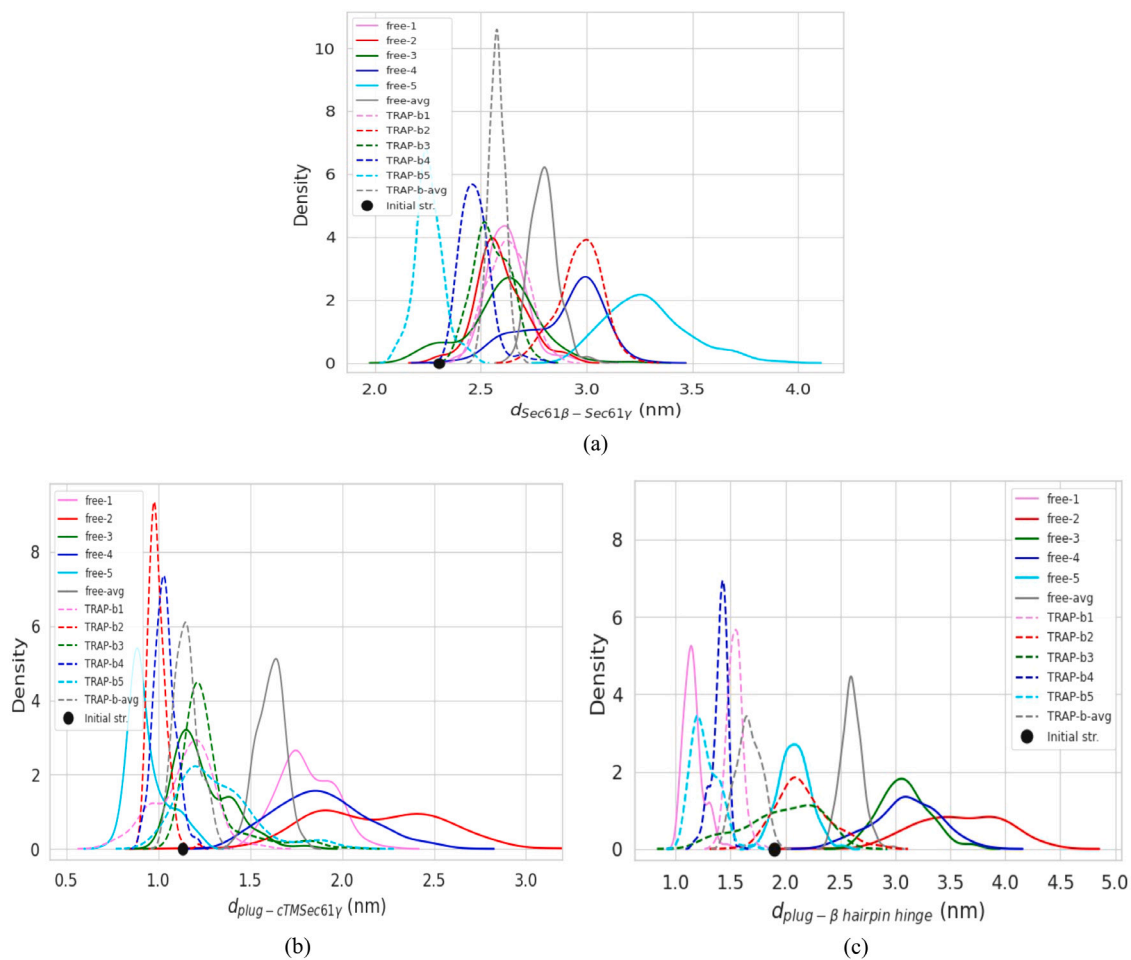 free-1
free-2
free-3
free-4
free-5
free-avg
TRAP-b1
TRAP-b2
TRAP-b3
TRAP-b4
TRAP-b5
TRAP-b-avg
Initial str.
Density
10
8
6
4
2
0
2.0 2.5 3.0 3.5 4.0
d_Sec61β−Sec61γ (nm)
(a)
free-1
free-2
free-3
free-4
free-5
free-avg
TRAP-b1
TRAP-b2
TRAP-b3
TRAP-b4
TRAP-b5
TRAP-b-avg
Initial str.
Density
8
6
4
2
0
0.5 1.0 1.5 2.0 2.5 3.0
d_plug−cTMSec61γ (nm)
(b)
free-1
free-2
free-3
free-4
free-5
free-avg
TRAP-b1
TRAP-b2
TRAP-b3
TRAP-b4
TRAP-b5
TRAP-b-avg
Initial str.
Density
8
6
4
2
0
1.0 1.5 2.0 2.5 3.0 3.5 4.0 4.5 5.0
d_plug−β hairpin hinge (nm)
(c)